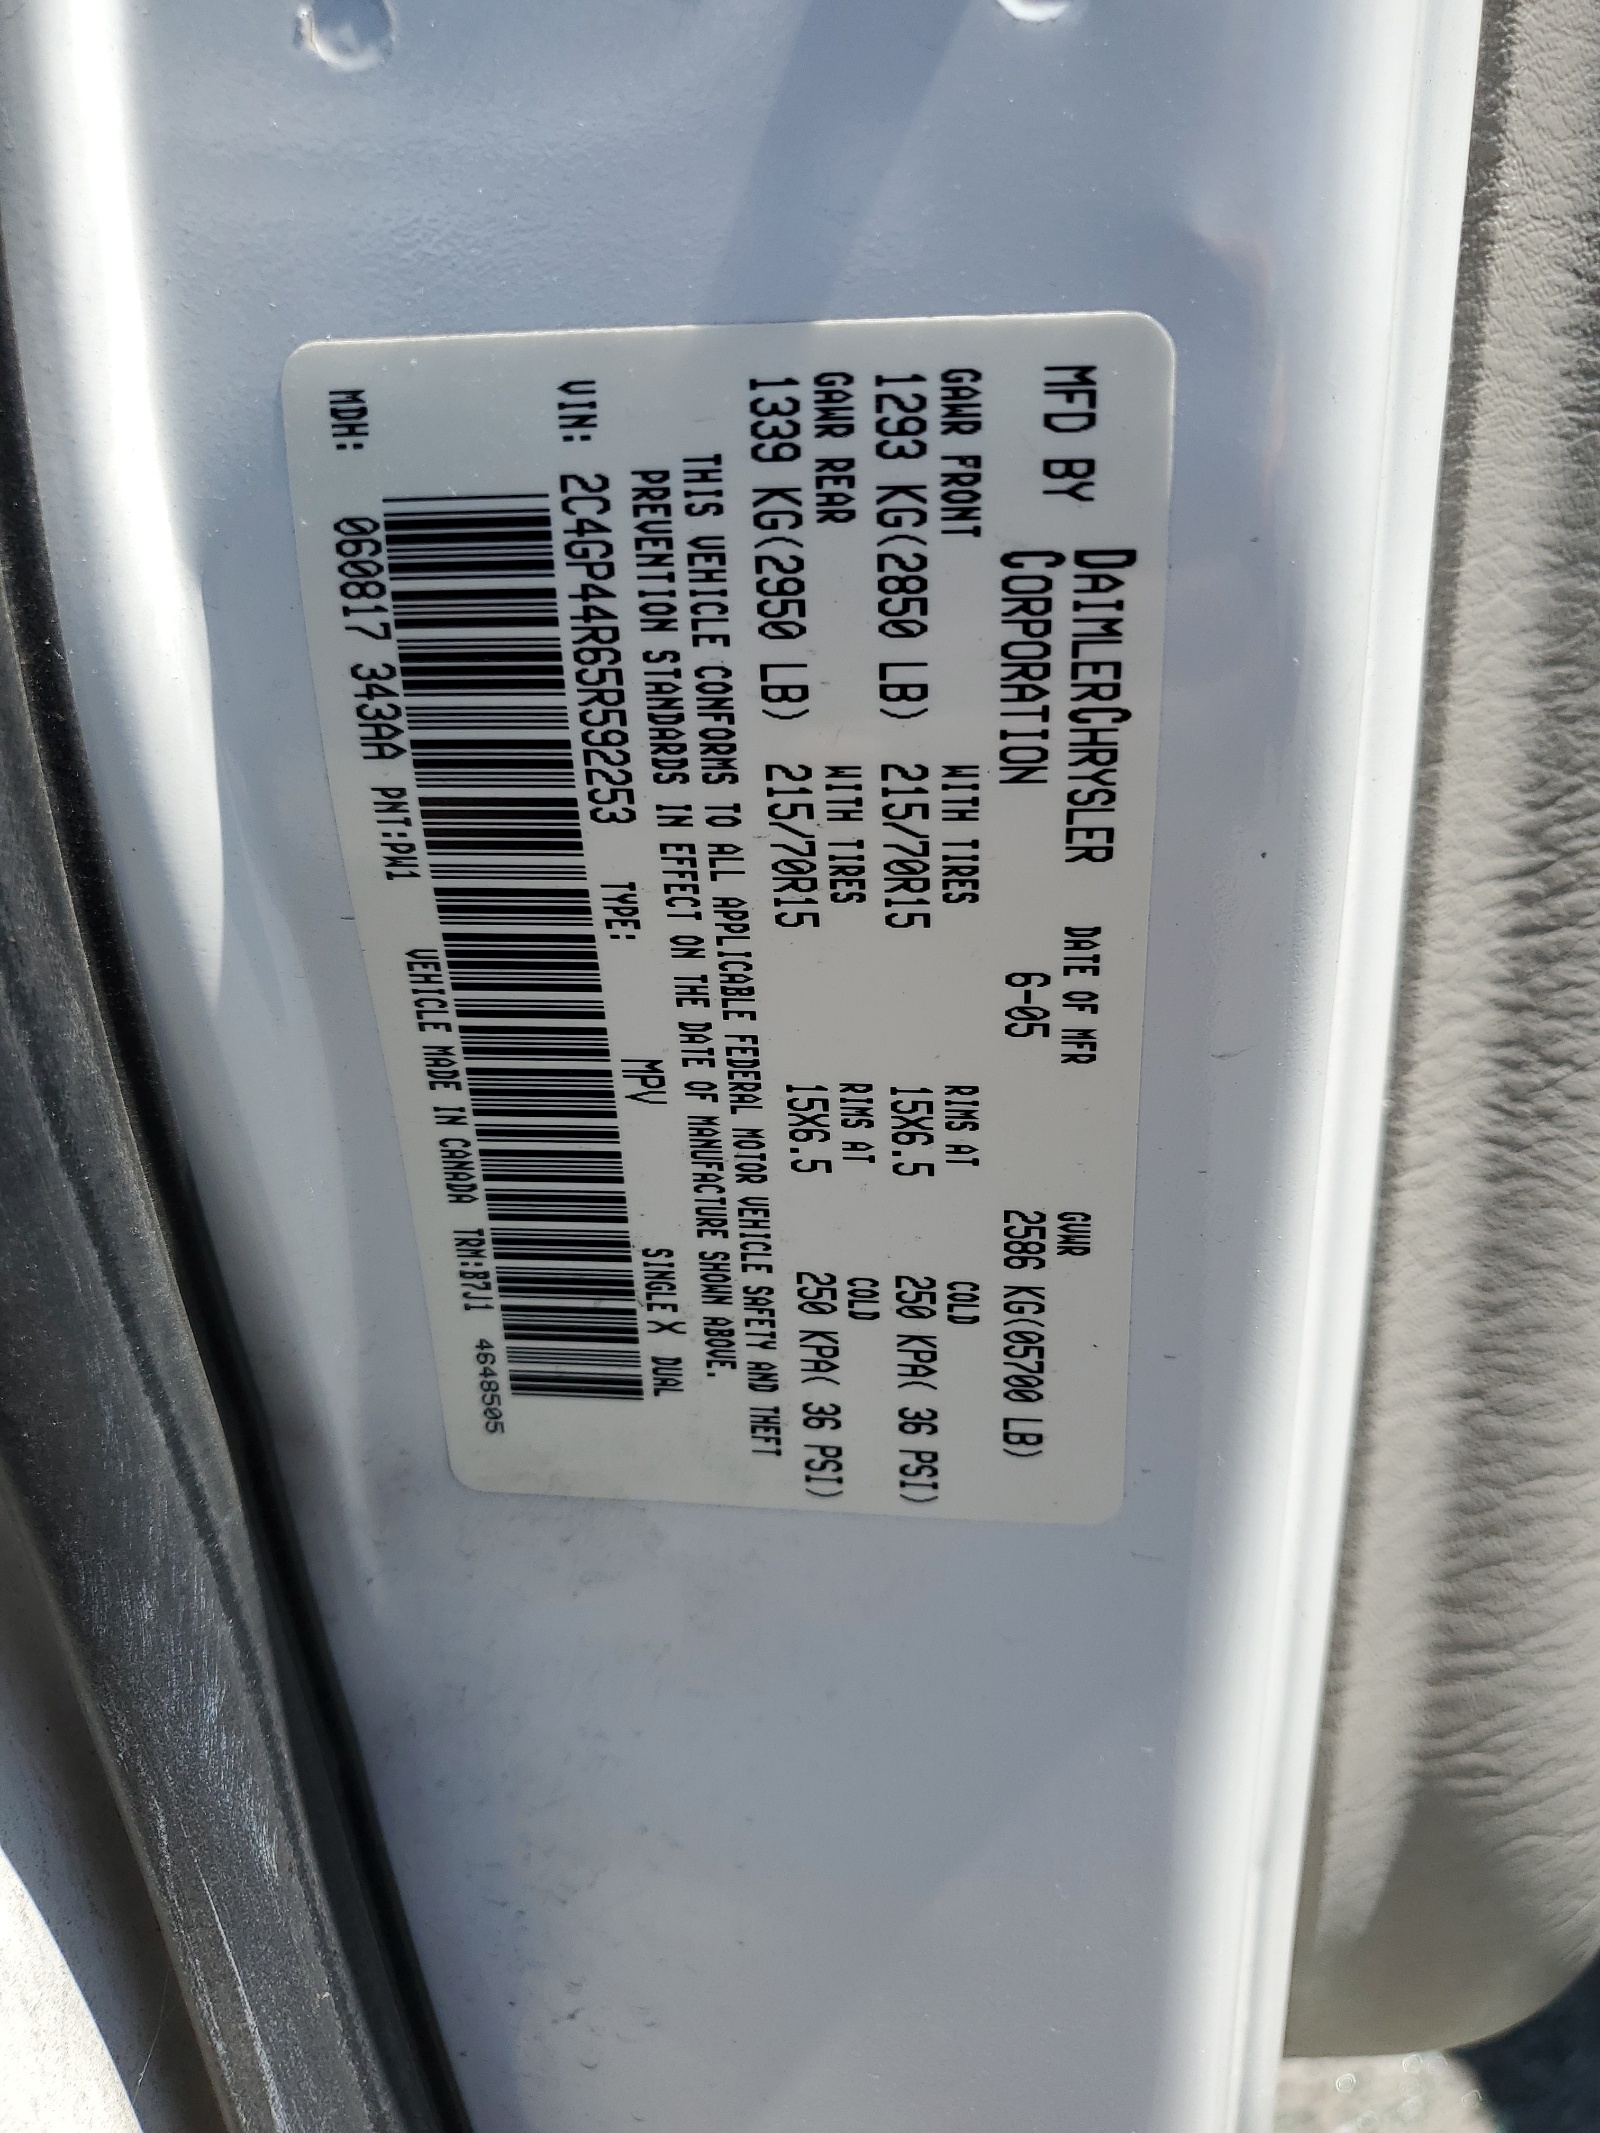 MFD BY DAIMLERCHRYSLER DATE OF MFR GVWR
CORPORATION 6-05 2586 KG(05700 LB)
GAWR FRONT WITH TIRES RIMS AT COLD
1293 KG(2850 LB) 215/70R15 15X6.5 250 KPA( 36 PSI)
GAWR REAR WITH TIRES RIMS AT COLD
1339 KG(2950 LB) 215/70R15 15X6.5 250 KPA( 36 PSI)
THIS VEHICLE CONFORMS TO ALL APPLICABLE FEDERAL MOTOR VEHICLE SAFETY AND THEFT
PREVENTION STANDARDS IN EFFECT ON THE DATE OF MANUFACTURE SHOWN ABOVE.
VIN: 2C4GP44R65R592253 TYPE: MPV SINGLE X DUAL
MDH: 060817 343AA PNT:PW1 VEHICLE MADE IN CANADA TRM:B7J1 4648505